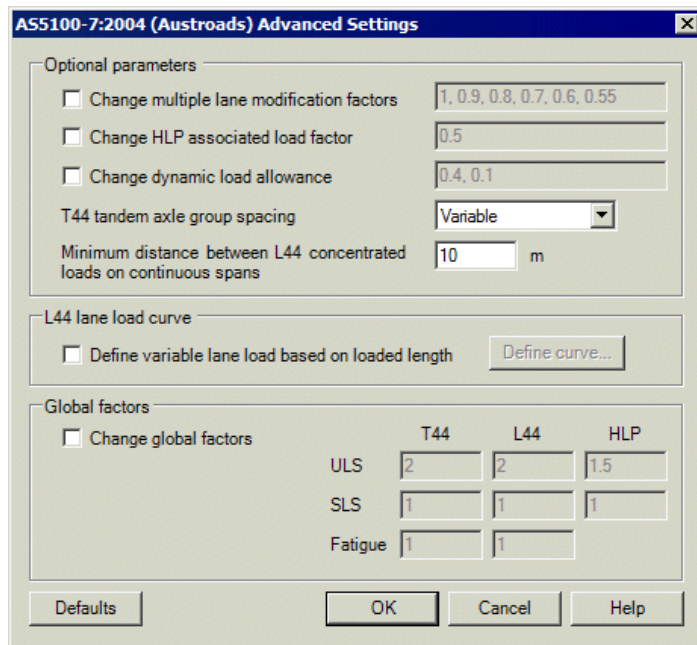 AS5100-7:2004 (Austroads) Advanced Settings
Optional parameters
Change multiple lane modification factors 1, 0.9, 0.8, 0.7, 0.6, 0.55
Change HLP associated load factor 0.5
Change dynamic load allowance 0.4, 0.1
T44 tandem axle group spacing Variable
Minimum distance between L44 concentrated
loads on continuous spans 10 m
L44 lane load curve
Define variable lane load based on loaded length Define curve...
Global factors
Change global factors T44 L44 HLP
ULS 2 2 1.5
SLS 1 1 1
Fatigue 1 1
Defaults OK Cancel Help